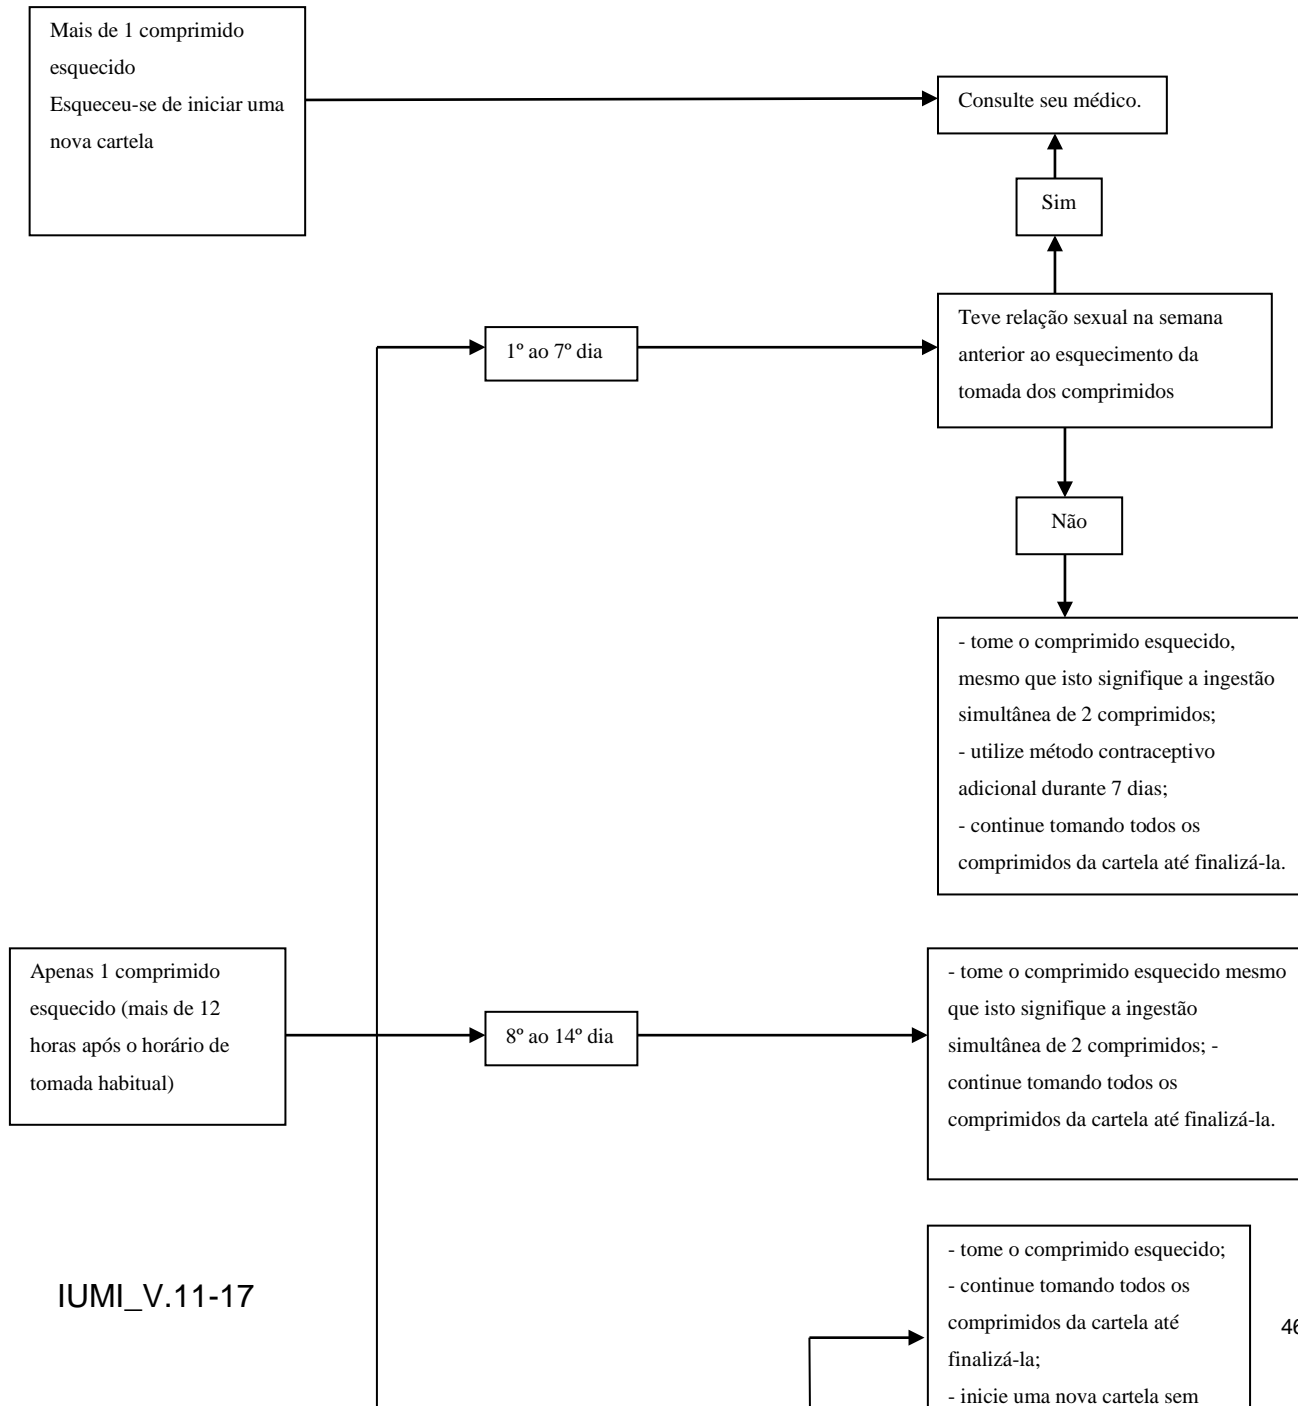 Mais de 1 comprimido
esquecido
Esqueceu-se de iniciar uma
nova cartela
Consulte seu médico.
Sim
Teve relação sexual na semana
anterior ao esquecimento da
tomada dos comprimidos
1º ao 7º dia
Não
- tome o comprimido esquecido,
mesmo que isto signifique a ingestão
simultânea de 2 comprimidos;
- utilize método contraceptivo
adicional durante 7 dias;
- continue tomando todos os
comprimidos da cartela até finalizá-la.
Apenas 1 comprimido
esquecido (mais de 12
horas após o horário de
tomada habitual)
8º ao 14º dia
- tome o comprimido esquecido mesmo
que isto signifique a ingestão
simultânea de 2 comprimidos; -
continue tomando todos os
comprimidos da cartela até finalizá-la.
- tome o comprimido esquecido;
- continue tomando todos os
comprimidos da cartela até
finalizá-la;
- inicie uma nova cartela sem
IUMI_V.11-17
46